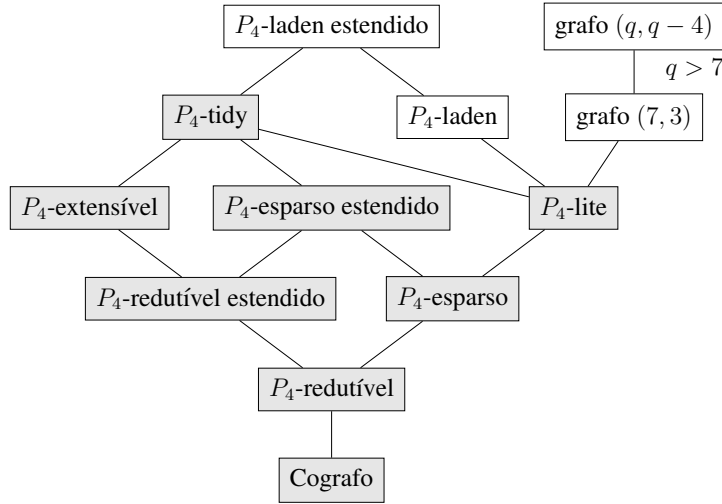 P₄-laden estendido
grafo (q, q − 4)
q > 7
P₄-tidy
P₄-laden
grafo (7, 3)
P₄-extensível
P₄-esparso estendido
P₄-lite
P₄-redutível estendido
P₄-esparso
P₄-redutível
Cografo